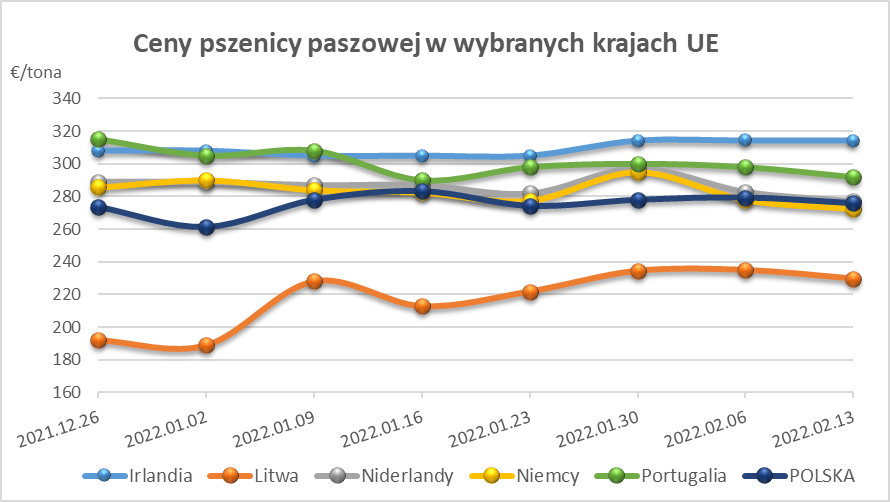 Ceny pszenicy paszowej w wybranych krajach UE
€/tona
340
320
300
280
260
240
220
200
180
160
2021.12.26 2022.01.02 2022.01.09 2022.01.16 2022.01.23 2022.01.30 2022.02.06 2022.02.13
Irlandia Litwa Niderlandy Niemcy Portugalia POLSKA